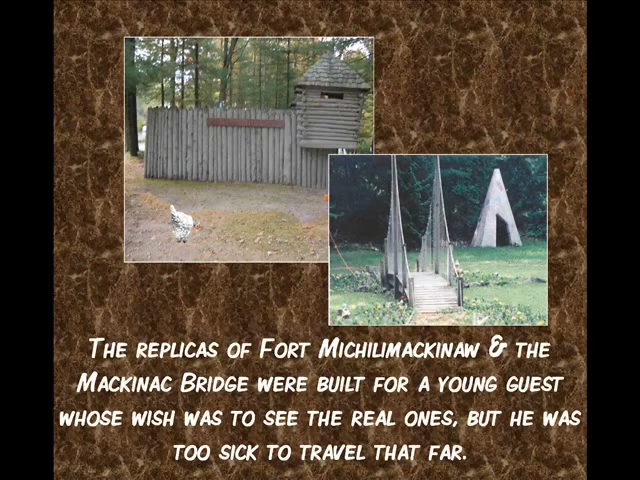 The replicas of Fort Michilimackinaw & the
Mackinac Bridge were built for a young guest
whose wish was to see the real ones, but he was
too sick to travel that far.